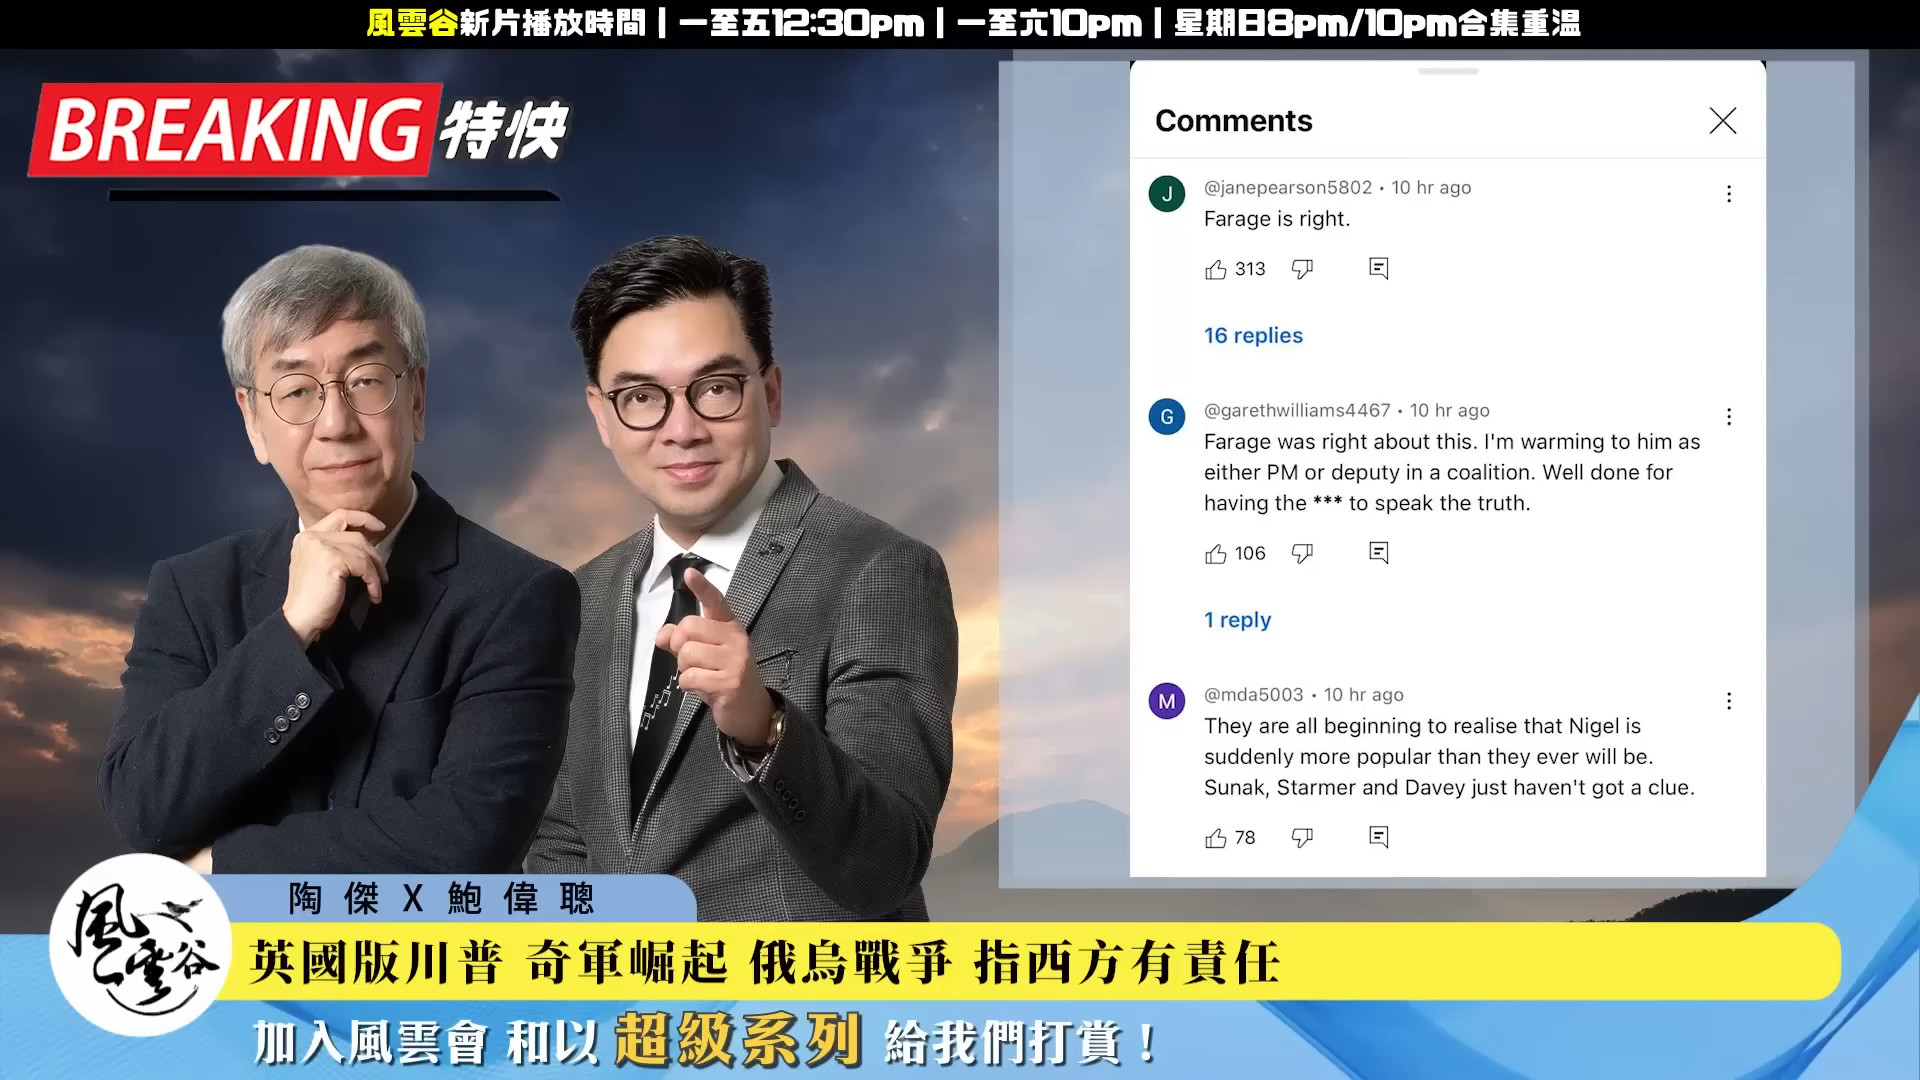 風雲谷新片播放時間 | 一至五12:30pm | 一至六10pm | 星期日8pm/10pm合集重溫
BREAKING 特快
Comments
J
@janepearson5802 • 10 hr ago
Farage is right.
313
16 replies
G
@garethwilliams4467 • 10 hr ago
Farage was right about this. I'm warming to him as
either PM or deputy in a coalition. Well done for
having the *** to speak the truth.
106
1 reply
M
@mda5003 • 10 hr ago
They are all beginning to realise that Nigel is
suddenly more popular than they ever will be.
Sunak, Starmer and Davey just haven't got a clue.
78
陶傑 X 鮑偉聰
風雲谷
英國版川普 奇軍崛起 俄烏戰爭 指西方有責任
加入風雲會 和以 超級系列 給我們打賞！